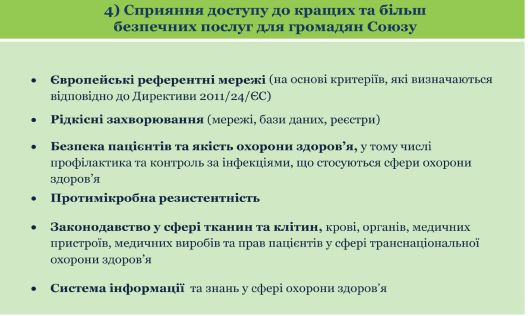 4) Сприяння доступу до кращих та більш
безпечних послуг для громадян Союзу
• Європейські референтні мережі (на основі критеріїв, які визначаються
відповідно до Директиви 2011/24/ЄС)
• Рідкісні захворювання (мережі, бази даних, реєстри)
• Безпека пацієнтів та якість охорони здоров’я, у тому числі
профілактика та контроль за інфекціями, що стосуються сфери охорони
здоров’я
• Протимікробна резистентність
• Законодавство у сфері тканин та клітин, крові, органів, медичних
пристроїв, медичних виробів та прав пацієнтів у сфері транснаціональної
охорони здоров’я
• Система інформації та знань у сфері охорони здоров’я